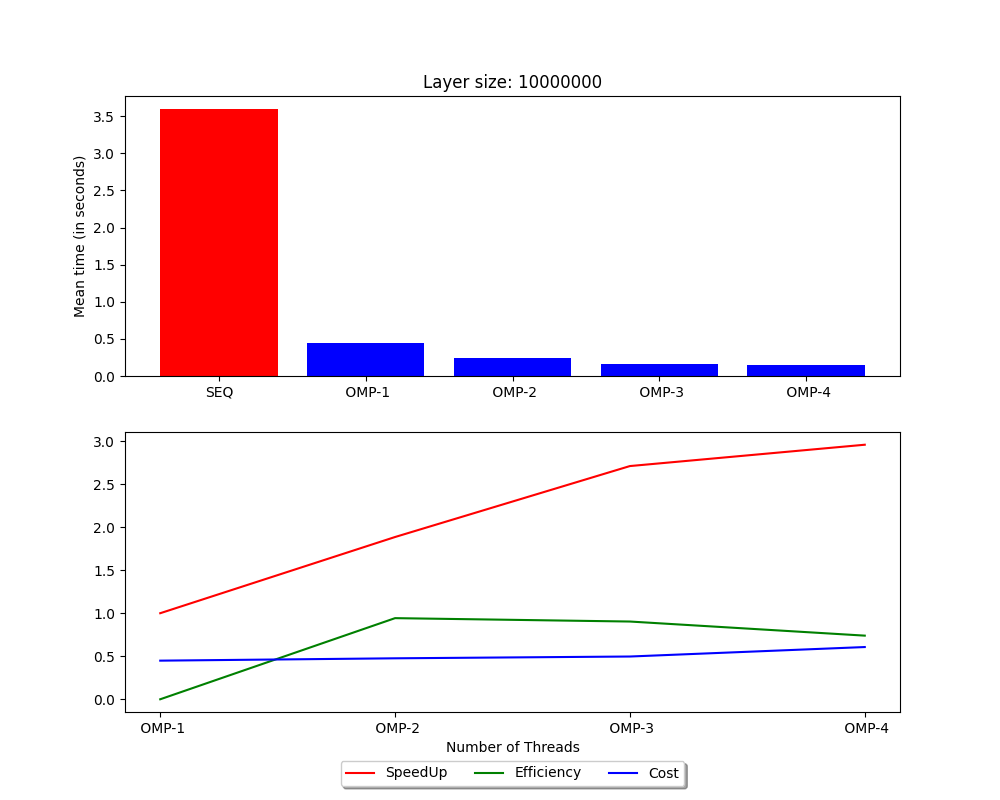 Layer size: 10000000
Mean time (in seconds)
3.5
3.0
2.5
2.0
1.5
1.0
0.5
0.0
SEQ OMP-1 OMP-2 OMP-3 OMP-4
3.0
2.5
2.0
1.5
1.0
0.5
0.0
OMP-1 OMP-2 OMP-3 OMP-4
Number of Threads
SpeedUp Efficiency Cost